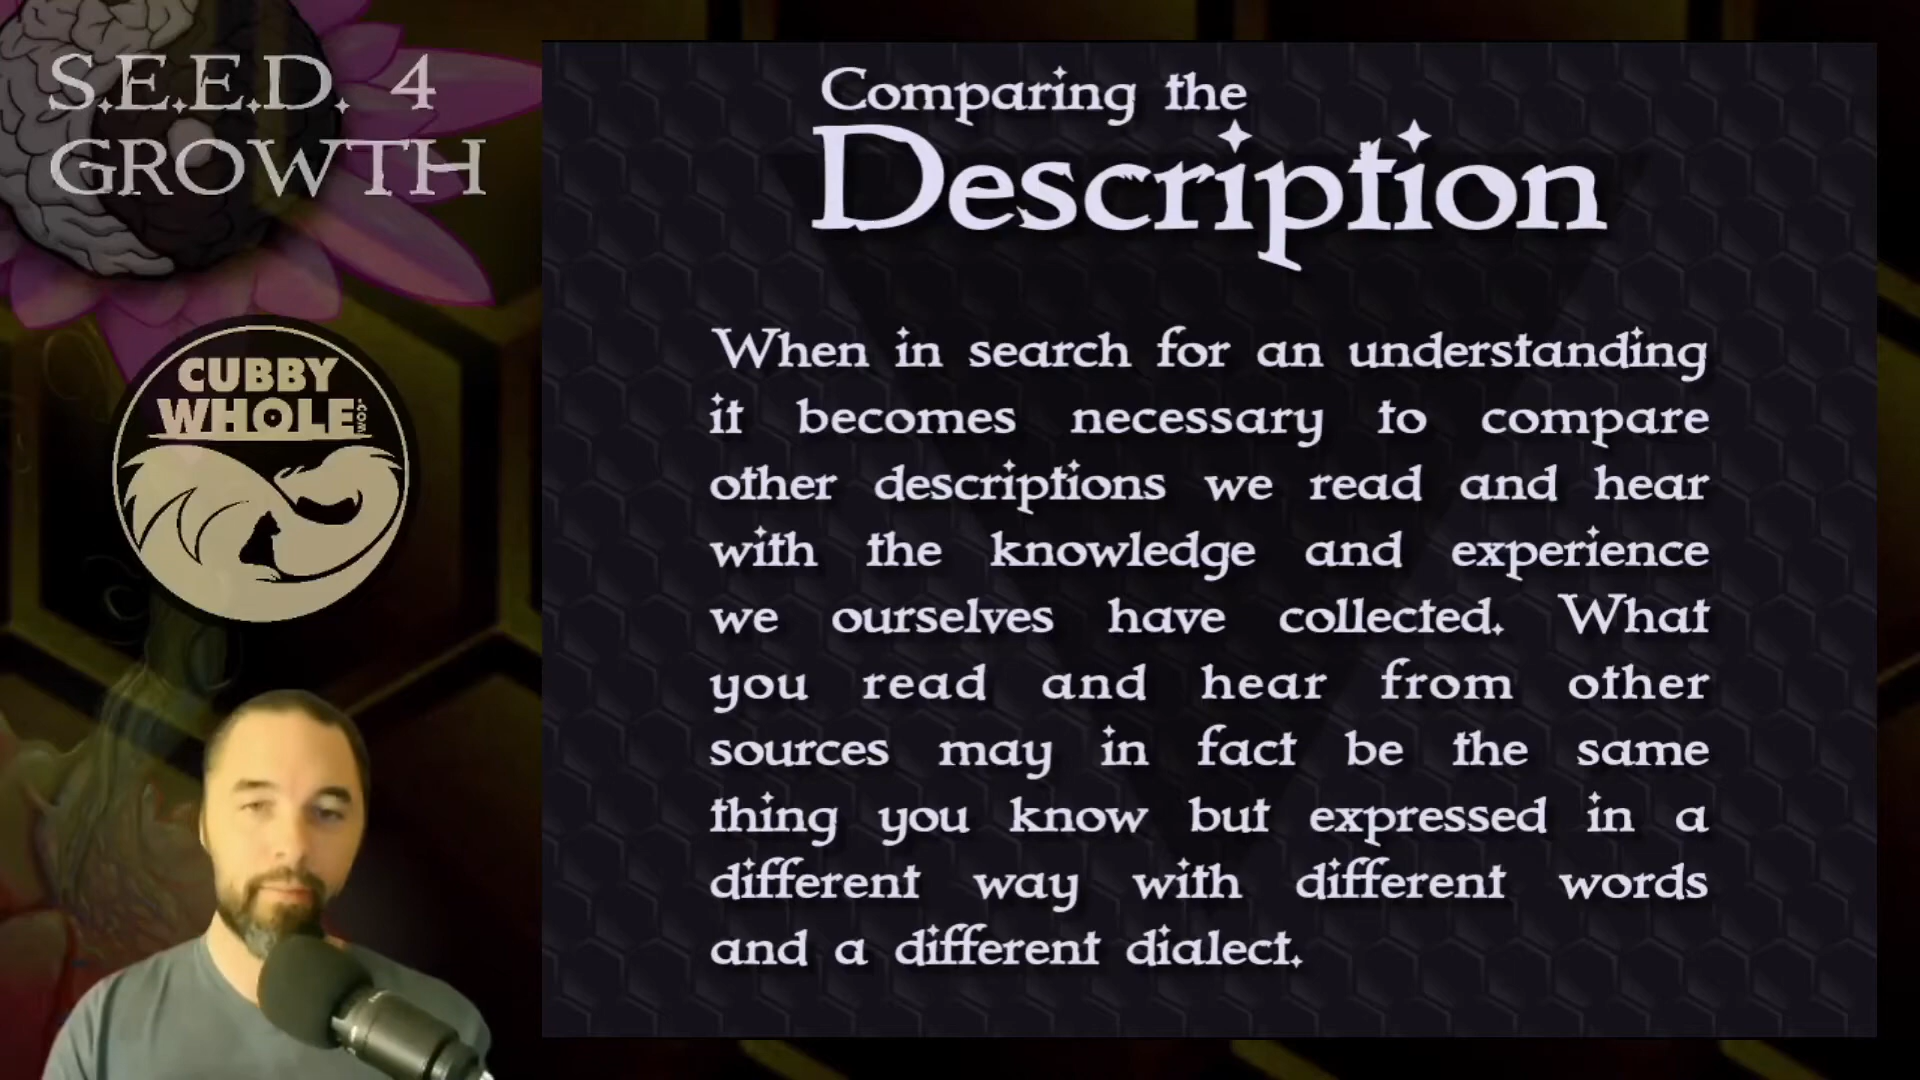 S.E.E.D. 4
GROWTH
CUBBY
WHOLE.COM
Comparing the
Description
When in search for an understanding
it becomes necessary to compare
other descriptions we read and hear
with the knowledge and experience
we ourselves have collected. What
you read and hear from other
sources may in fact be the same
thing you know but expressed in a
different way with different words
and a different dialect.